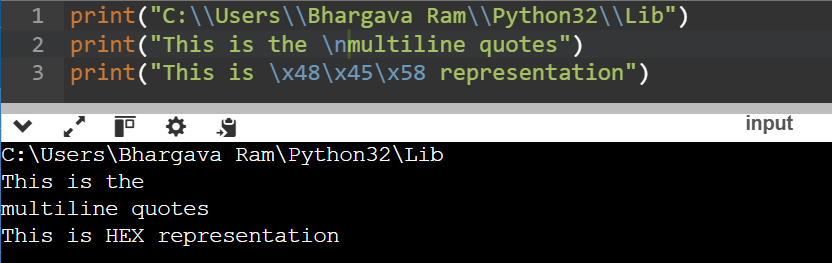 1 print("C:\\Users\\Bhargava Ram\\Python32\\Lib")
2 print("This is the \nmultiline quotes")
3 print("This is \x48\x45\x58 representation")
input
C:\Users\Bhargava Ram\Python32\Lib
This is the
multiline quotes
This is HEX representation